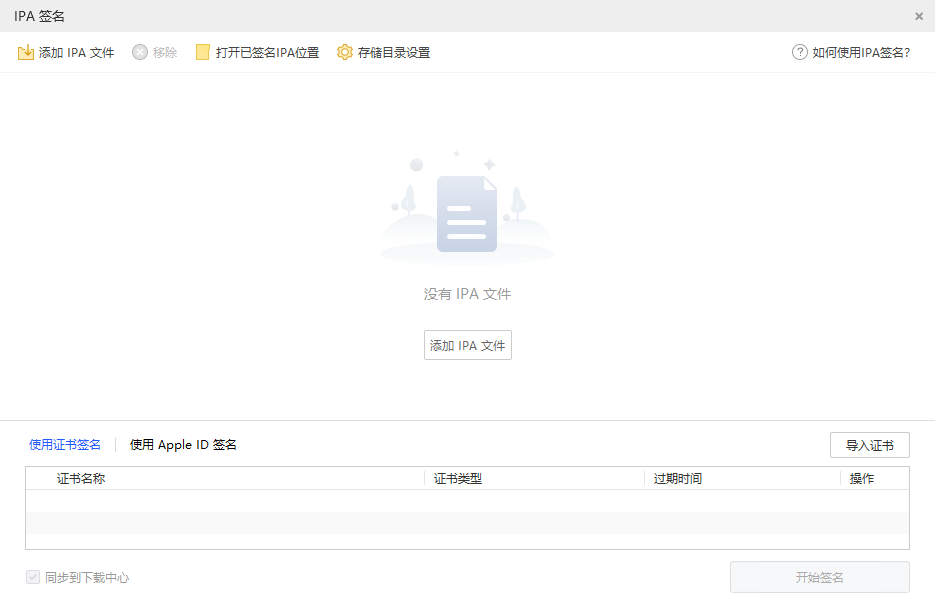 IPA 签名
添加 IPA 文件 移除 打开已签名IPA位置 存储目录设置 如何使用IPA签名?
没有 IPA 文件
添加 IPA 文件
使用证书签名 使用 Apple ID 签名 导入证书
证书名称 证书类型 过期时间 操作
同步到下载中心 开始签名